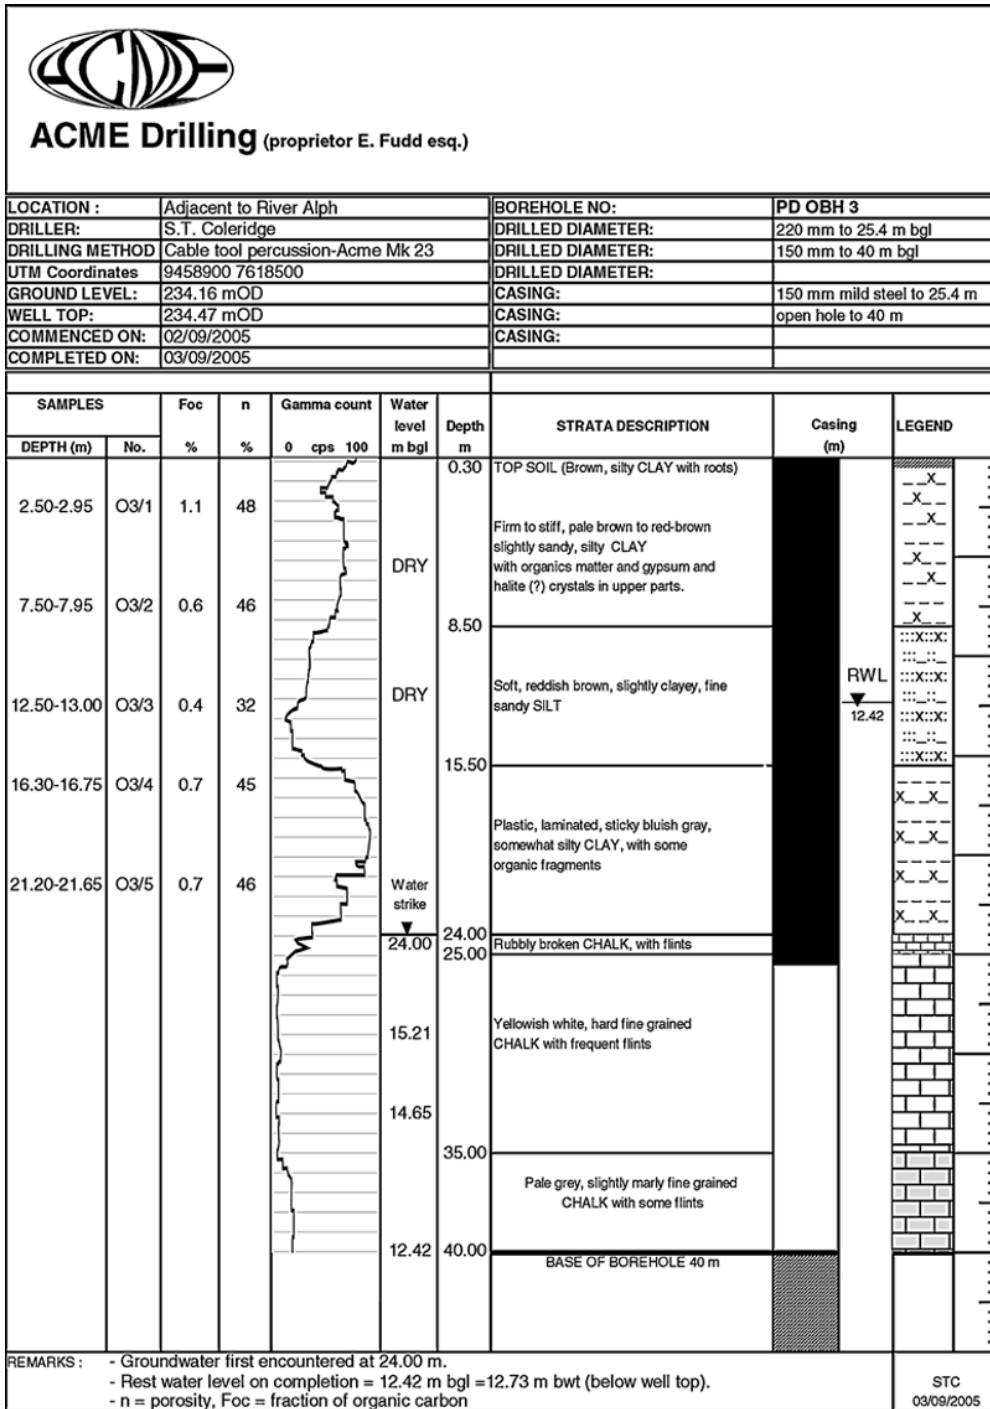 ACME
ACME Drilling (proprietor E. Fudd esq.)
LOCATION : Adjacent to River Alph BOREHOLE NO: PD OBH 3
DRILLER: S.T. Coleridge DRILLED DIAMETER: 220 mm to 25.4 m bgl
DRILLING METHOD Cable tool percussion-Acme Mk 23 DRILLED DIAMETER: 150 mm to 40 m bgl
UTM Coordinates 9458900 7618500 DRILLED DIAMETER:
GROUND LEVEL: 234.16 mOD CASING: 150 mm mild steel to 25.4 m
WELL TOP: 234.47 mOD CASING: open hole to 40 m
COMMENCED ON: 02/09/2005 CASING:
COMPLETED ON: 03/09/2005
SAMPLES Foc n Gamma count Water
level Depth STRATA DESCRIPTION Casing LEGEND
DEPTH (m) No. % % 0 cps 100 m bgl m (m)
0.30 TOP SOIL (Brown, silty CLAY with roots)
2.50-2.95 O3/1 1.1 48
Firm to stiff, pale brown to red-brown
slightly sandy, silty CLAY
DRY with organics matter and gypsum and
halite (?) crystals in upper parts.
7.50-7.95 O3/2 0.6 46
8.50
RWL
DRY Soft, reddish brown, slightly clayey, fine
12.50-13.00 O3/3 0.4 32 sandy SILT
12.42
15.50
16.30-16.75 O3/4 0.7 45
Plastic, laminated, sticky bluish gray,
somewhat silty CLAY, with some
organic fragments
21.20-21.65 O3/5 0.7 46 Water
strike
24.00
24.00 Rubbly broken CHALK, with flints
25.00
Yellowish white, hard fine grained
15.21
CHALK with frequent flints
14.65
35.00
Pale grey, slightly marly fine grained
CHALK with some flints
12.42 40.00
BASE OF BOREHOLE 40 m
REMARKS : - Groundwater first encountered at 24.00 m.
- Rest water level on completion = 12.42 m bgl =12.73 m bwt (below well top).
- n = porosity, Foc = fraction of organic carbon
STC
03/09/2005